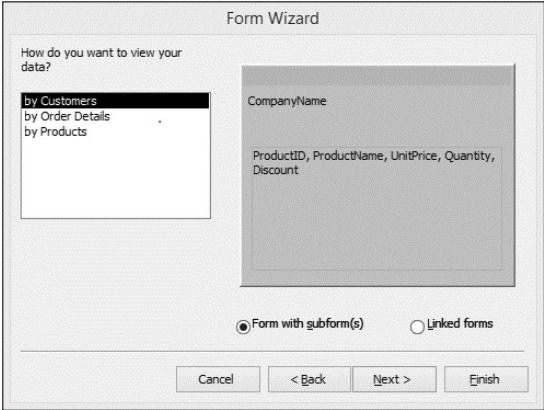 Form Wizard
How do you want to view your
data?
by Customers
by Order Details
by Products
CompanyName
ProductID, ProductName, UnitPrice, Quantity,
Discount
Form with subform(s)
Linked forms
Cancel
< Back
Next >
Finish